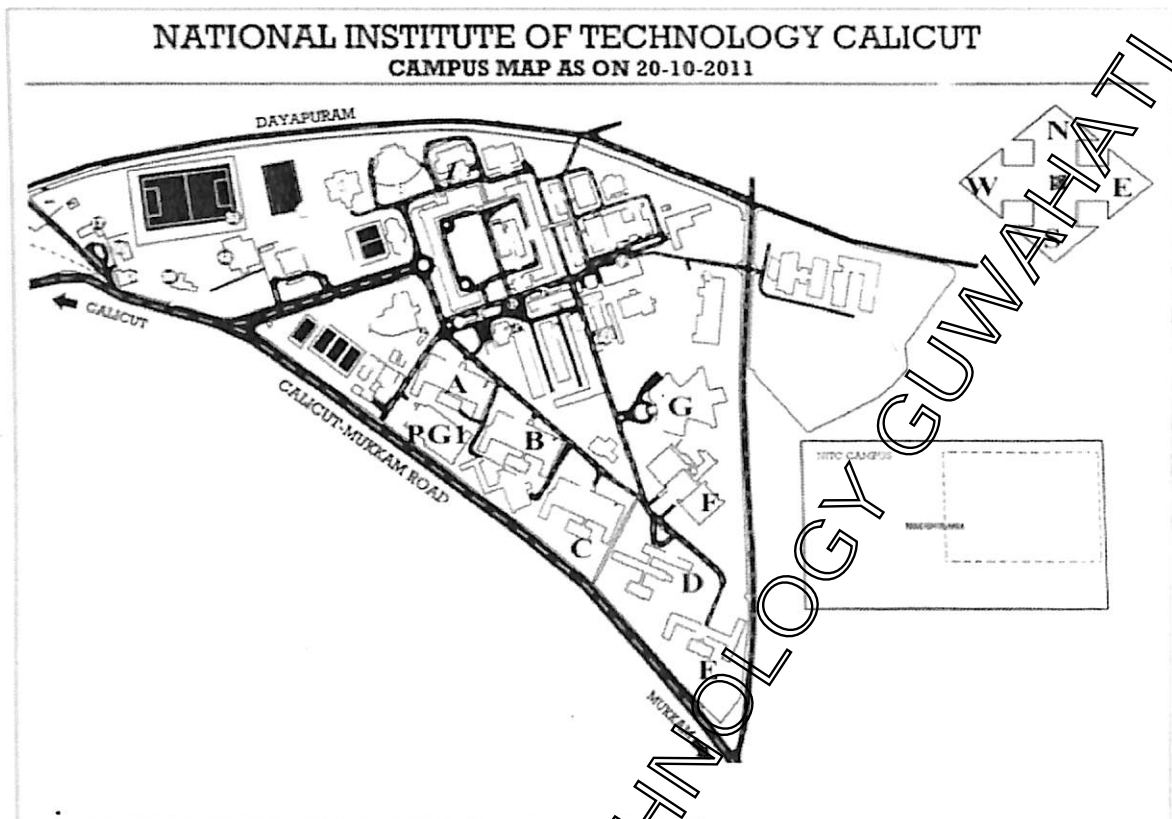 NATIONAL INSTITUTE OF TECHNOLOGY CALICUT
CAMPUS MAP AS ON 20-10-2011
DAYAPURAM
N
W
E
S
CALICUT
CALICUT-MUKKAM ROAD
A
PG1
B
C
D
E
F
G
NITC CAMPUS
MUKKAM
HNOLOGY GUWAHATI